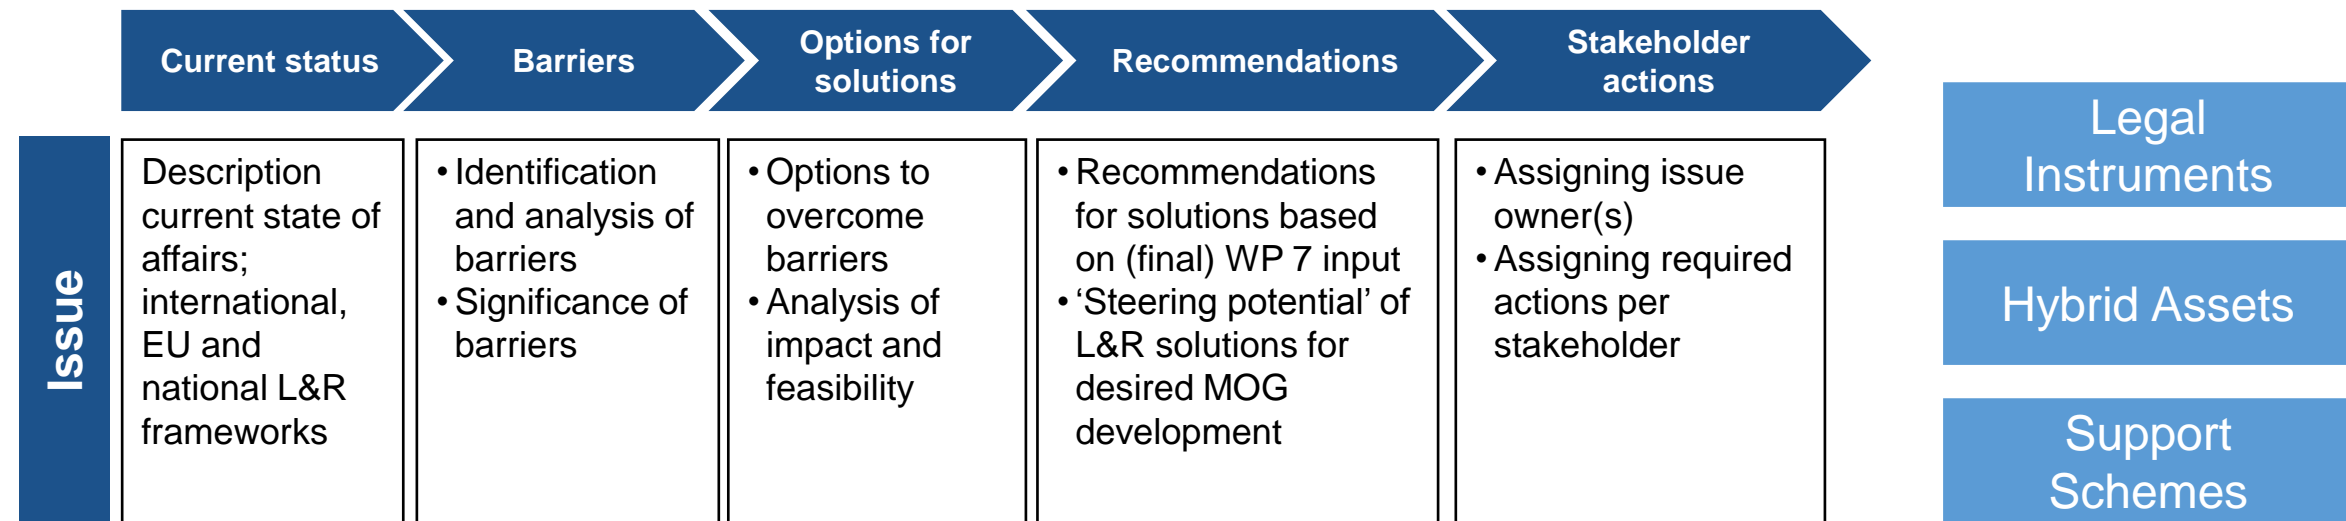 Current status
Barriers
Options for
solutions
Recommendations
Stakeholder
actions
Issue
Description
current state of
affairs;
international,
EU and
national L&R
frameworks
• Identification
and analysis of
barriers
• Significance of
barriers
• Options to
overcome
barriers
• Analysis of
impact and
feasibility
• Recommendations
for solutions based
on (final) WP 7 input
• ‘Steering potential’ of
L&R solutions for
desired MOG
development
• Assigning issue
owner(s)
• Assigning required
actions per
stakeholder
Legal
Instruments
Hybrid Assets
Support
Schemes